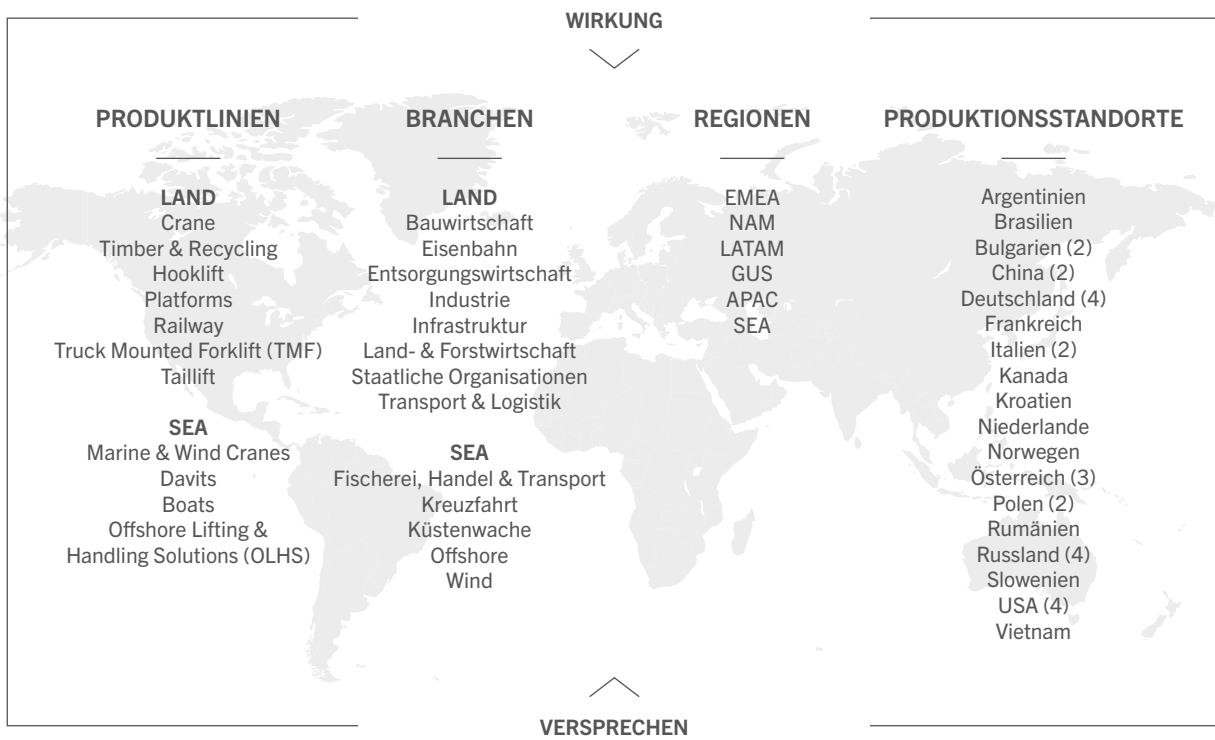 WIRKUNG
PRODUKTLINIEN
LAND
Crane
Timber & Recycling
Hooklift
Platforms
Railway
Truck Mounted Forklift (TMF)
Taillift
SEA
Marine & Wind Cranes
Davits
Boats
Offshore Lifting &
Handling Solutions (OLHS)
BRANCHEN
LAND
Bauwirtschaft
Eisenbahn
Entsorgungswirtschaft
Industrie
Infrastruktur
Land- & Forstwirtschaft
Staatliche Organisationen
Transport & Logistik
SEA
Fischerei, Handel & Transport
Kreuzfahrt
Küstenwache
Offshore
Wind
REGIONEN
EMEA
NAM
LATAM
GUS
APAC
SEA
PRODUKTIONSSTANDORTE
Argentinien
Brasilien
Bulgarien (2)
China (2)
Deutschland (4)
Frankreich
Italien (2)
Kanada
Kroatien
Niederlande
Norwegen
Österreich (3)
Polen (2)
Rumänien
Russland (4)
Slowenien
USA (4)
Vietnam
VERSPRECHEN